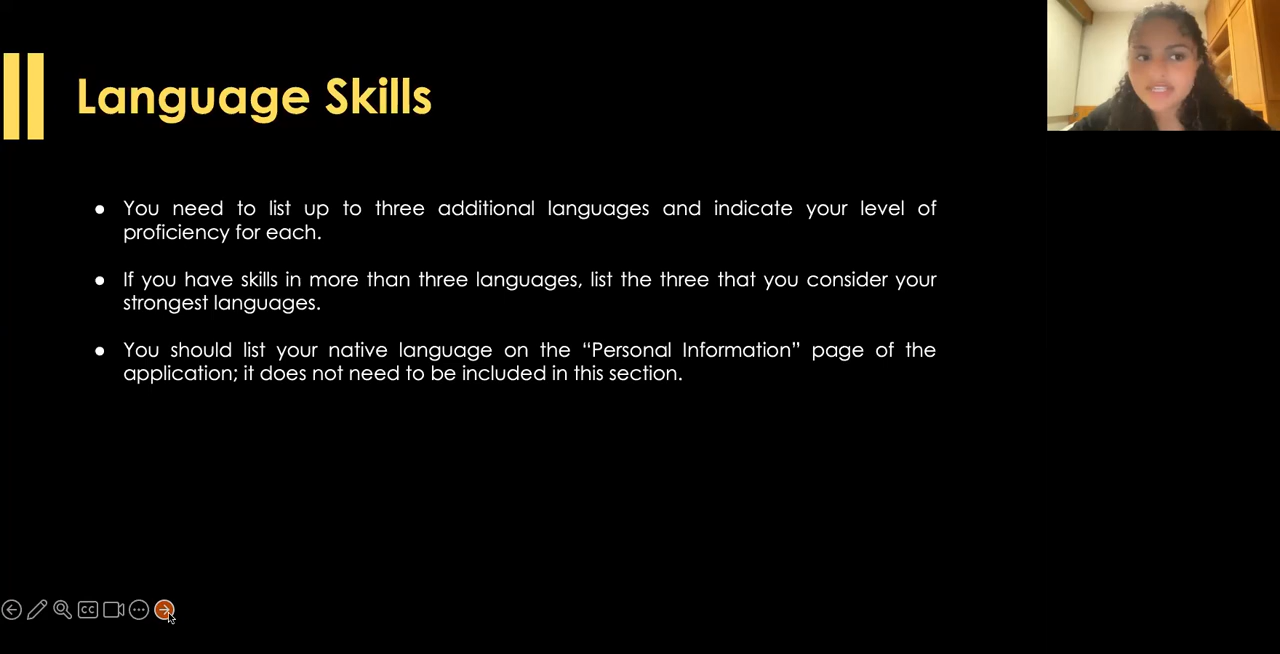 Language Skills
● You need to list up to three additional languages and indicate your level of
proficiency for each.
● If you have skills in more than three languages, list the three that you consider your
strongest languages.
● You should list your native language on the “Personal Information” page of the
application; it does not need to be included in this section.
CC